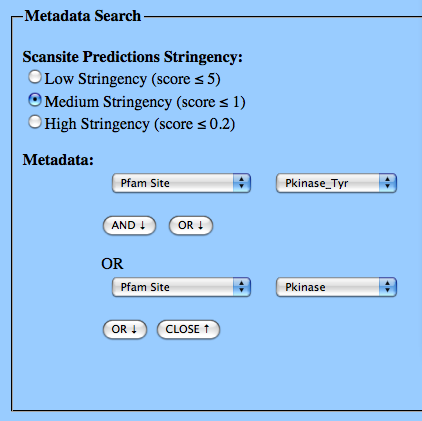 Metadata Search
Scansite Predictions Stringency:
Low Stringency (score ≤ 5)
Medium Stringency (score ≤ 1)
High Stringency (score ≤ 0.2)
Metadata:
Pfam Site Pkinase_Tyr
AND ↓ OR ↓
OR
Pfam Site Pkinase
OR ↓ CLOSE ↑